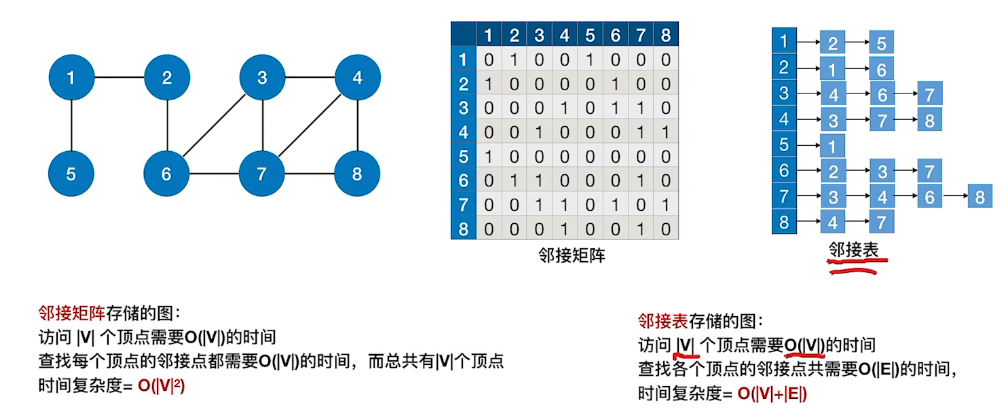 1 2 3 4
5 6 7 8
1 2 3 4 5 6 7 8
1 0 1 0 0 1 0 0 0
2 1 0 0 0 0 1 0 0
3 0 0 0 1 0 1 1 0
4 0 0 1 0 0 0 1 1
5 1 0 0 0 0 0 0 0
6 0 1 1 0 0 0 1 0
7 0 0 1 1 0 1 0 1
8 0 0 0 1 0 0 1 0
邻接矩阵
1 2 5
2 1 6
3 4 6 7
4 3 7 8
5 1
6 2 3 7
7 3 4 6 8
8 4 7
邻接表
邻接矩阵存储的图：
访问 |V| 个顶点需要O(|V|)的时间
查找每个顶点的邻接点都需要O(|V|)的时间，而总共有|V|个顶点
时间复杂度= O(|V|²)
邻接表存储的图：
访问 |V| 个顶点需要O(|V|)的时间
查找各个顶点的邻接点共需要O(|E|)的时间，
时间复杂度= O(|V|+|E|)